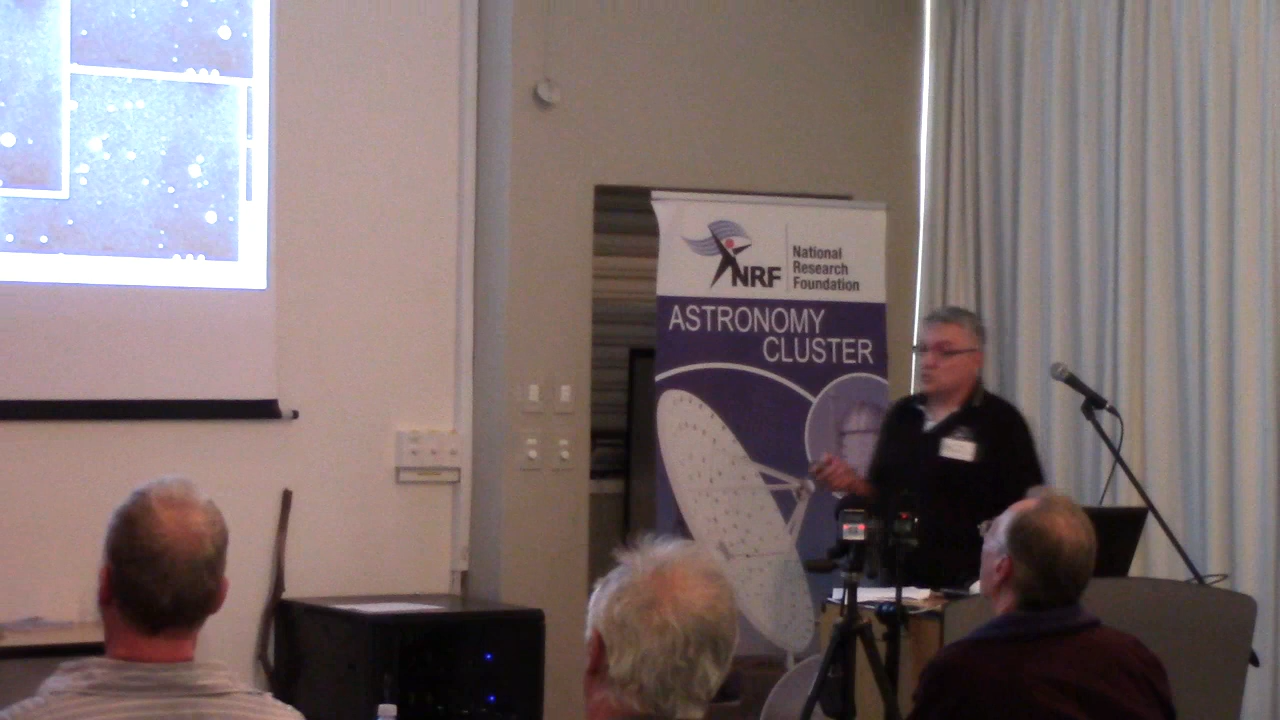 NRF
National
Research
Foundation
ASTRONOMY
CLUSTER